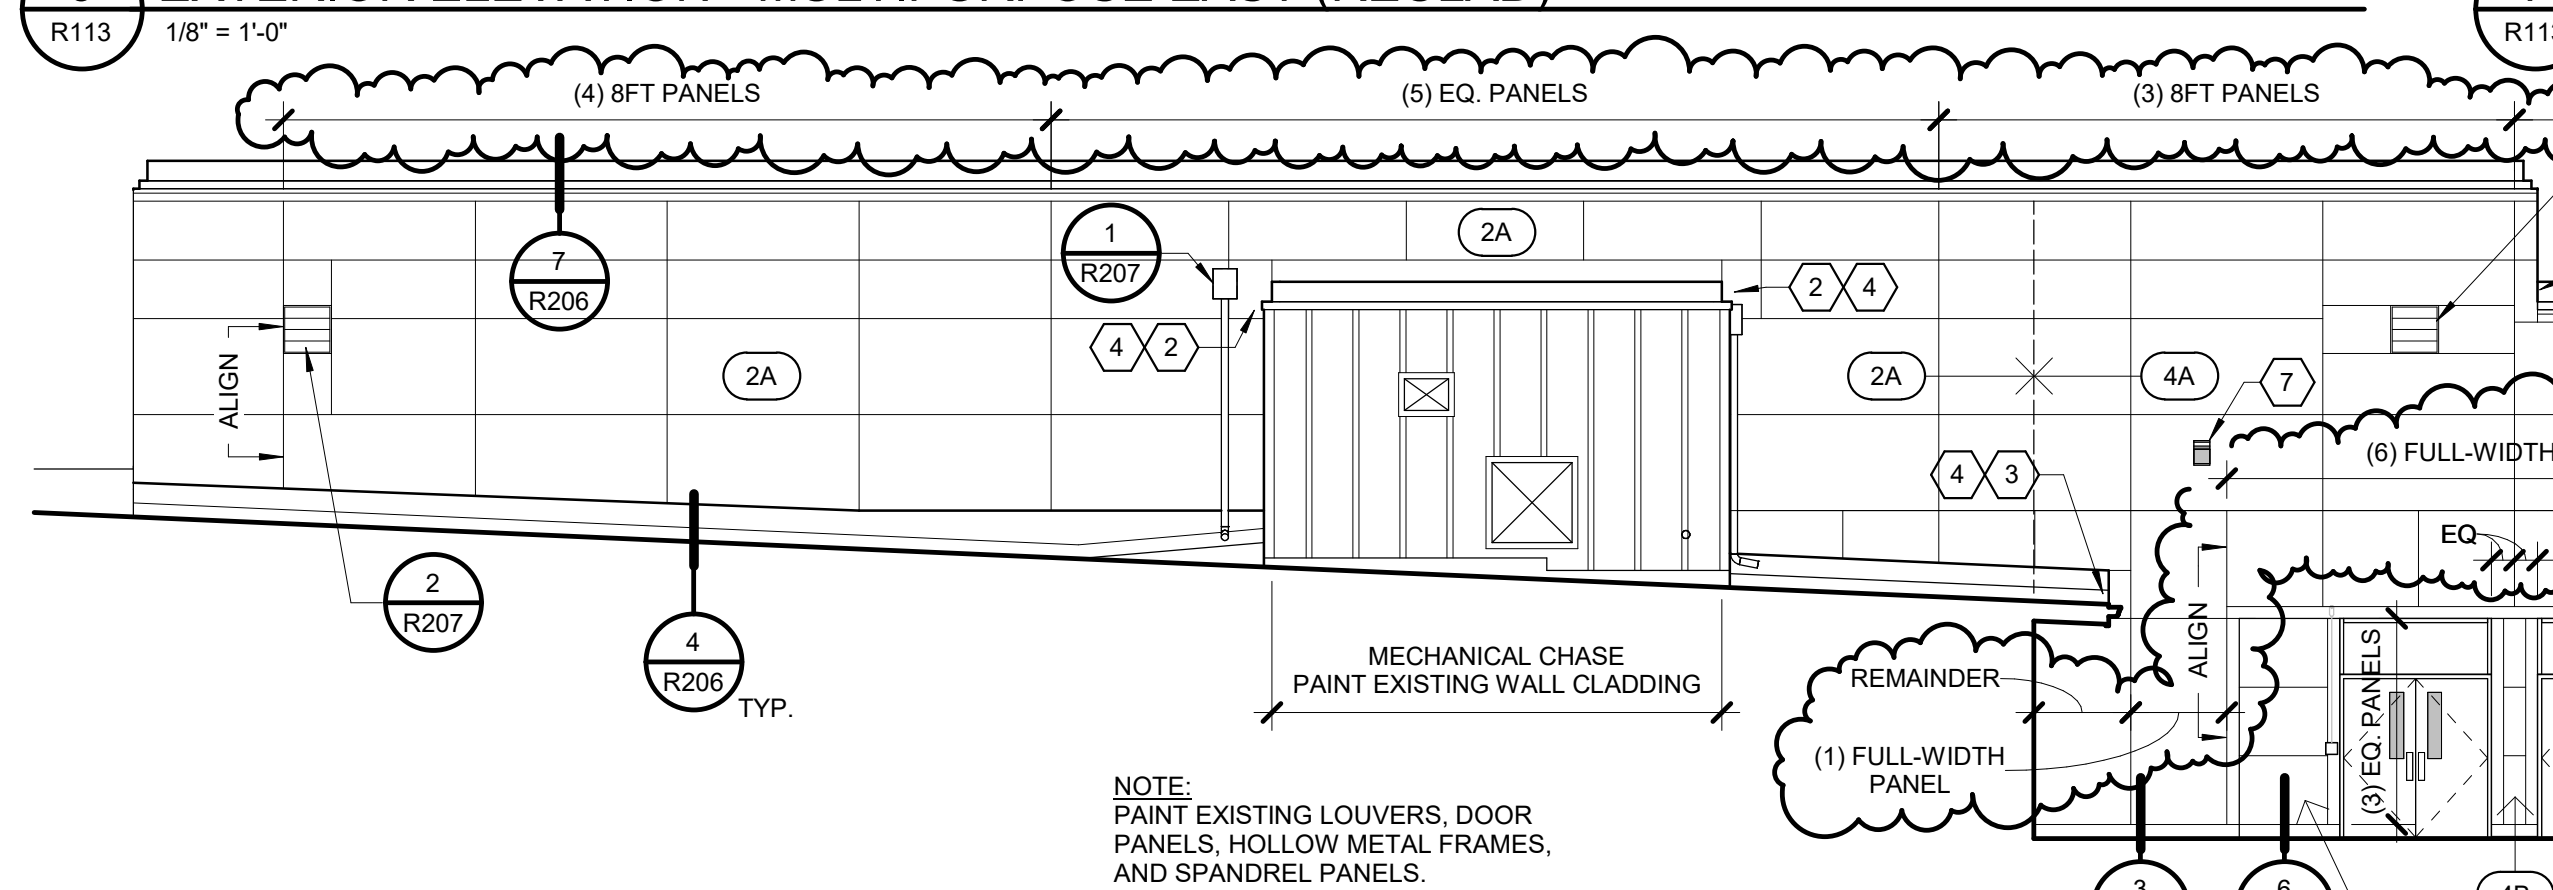 R113
1/8" = 1'-0"
(4) 8FT PANELS
(5) EQ. PANELS
(3) 8FT PANELS
7
R206
1
R207
2A
2
4
4
2
ALIGN
2A
2A
4A
7
4
3
(6) FULL-WIDTH
EQ
2
R207
4
R206
TYP.
MECHANICAL CHASE
PAINT EXISTING WALL CLADDING
REMAINDER
ALIGN
(3) EQ. PANELS
(1) FULL-WIDTH
PANEL
NOTE:
PAINT EXISTING LOUVERS, DOOR
PANELS, HOLLOW METAL FRAMES,
AND SPANDREL PANELS.